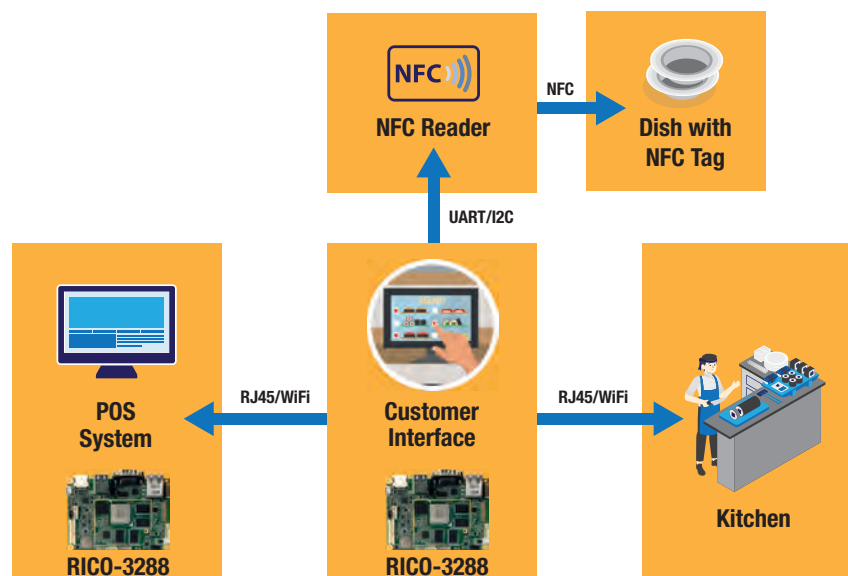 NFC
NFC Reader
NFC
Dish with
NFC Tag
UART/I2C
POS
System
RICO-3288
RJ45/WiFi
Customer
Interface
RICO-3288
RJ45/WiFi
Kitchen